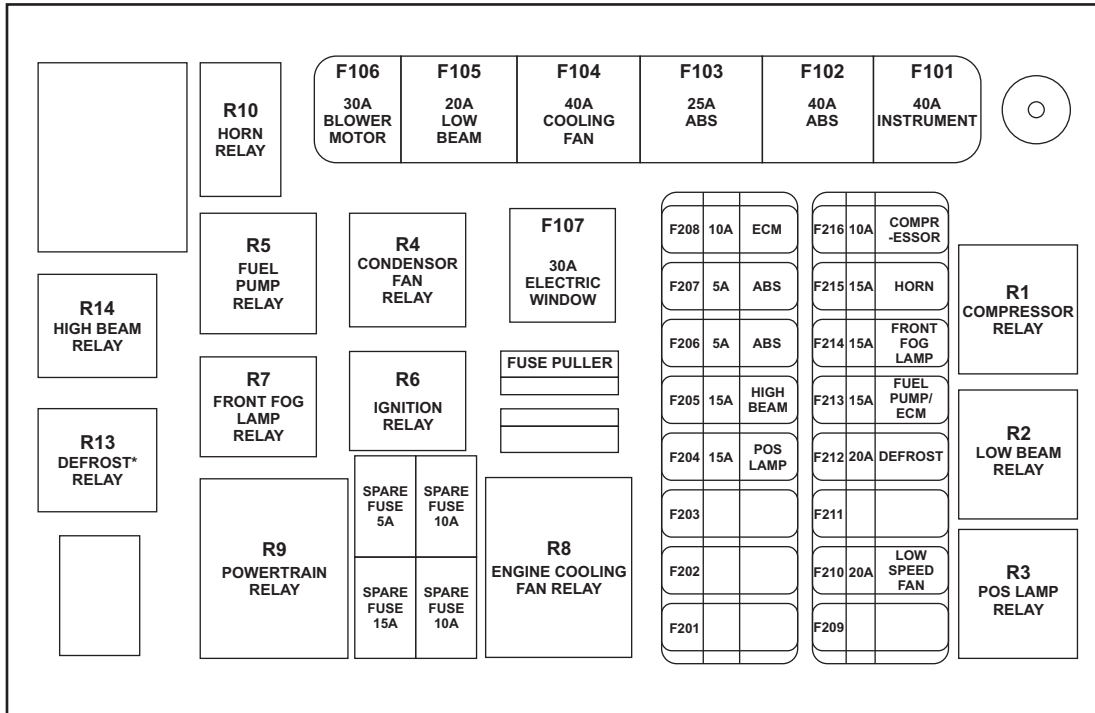 R10
HORN
RELAY
F106
30A
BLOWER
MOTOR
F105
20A
LOW
BEAM
F104
40A
COOLING
FAN
F103
25A
ABS
F102
40A
ABS
F101
40A
INSTRUMENT
R5
FUEL
PUMP
RELAY
R4
CONDENSOR
FAN
RELAY
F107
30A
ELECTRIC
WINDOW
R14
HIGH BEAM
RELAY
R7
FRONT FOG
LAMP
RELAY
R6
IGNITION
RELAY
FUSE PULLER
R13
DEFROST*
RELAY
R9
POWERTRAIN
RELAY
SPARE
FUSE
5A
SPARE
FUSE
10A
SPARE
FUSE
15A
SPARE
FUSE
10A
R8
ENGINE COOLING
FAN RELAY
F208 10A ECM
F207 5A ABS
F206 5A ABS
F205 15A HIGH
BEAM
F204 15A POS
LAMP
F203
F202
F201
F216 10A COMPR
-ESSOR
F215 15A HORN
F214 15A FRONT
FOG
LAMP
F213 15A FUEL
PUMP/
ECM
F212 20A DEFROST
F211
F210 20A LOW
SPEED
FAN
F209
R1
COMPRESSOR
RELAY
R2
LOW BEAM
RELAY
R3
POS LAMP
RELAY